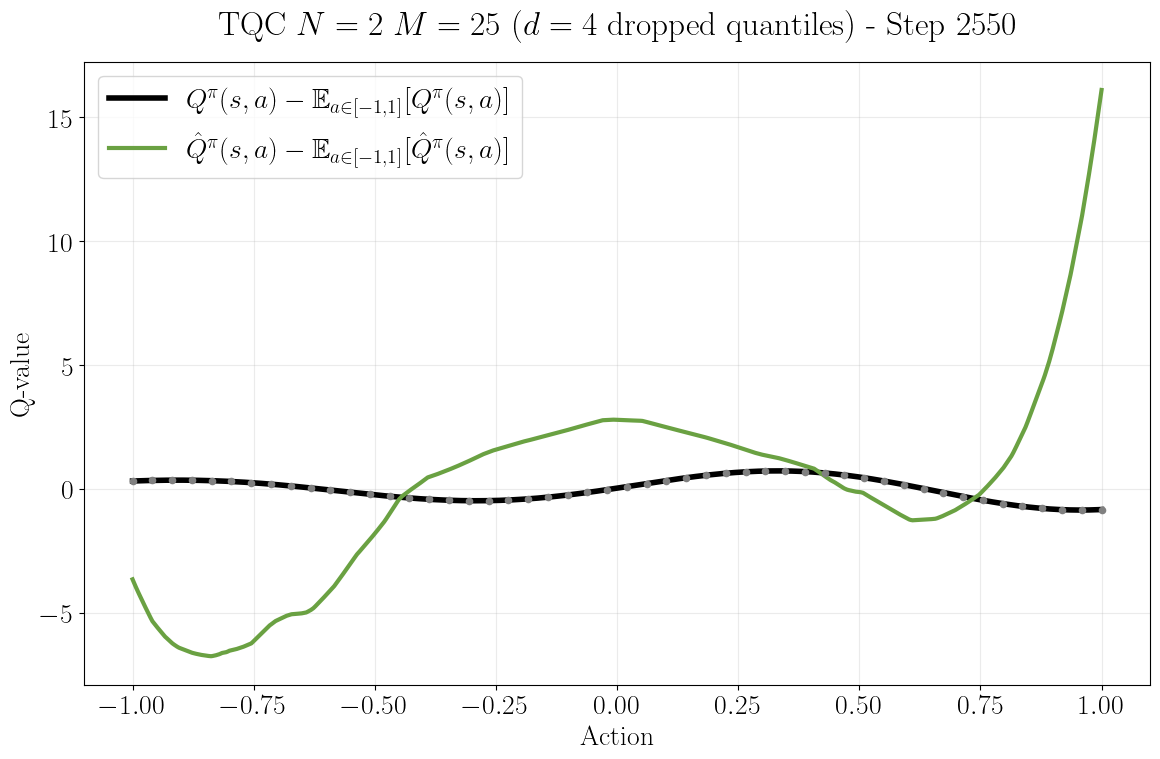 TQC N = 2 M = 25 (d = 4 dropped quantiles) - Step 2550
Q^π(s, a) − 𝔼_{a∈[−1,1]}[Q^π(s, a)]
Q̂^π(s, a) − 𝔼_{a∈[−1,1]}[Q̂^π(s, a)]
15
10
5
0
−5
Q-value
−1.00 −0.75 −0.50 −0.25 0.00 0.25 0.50 0.75 1.00
Action